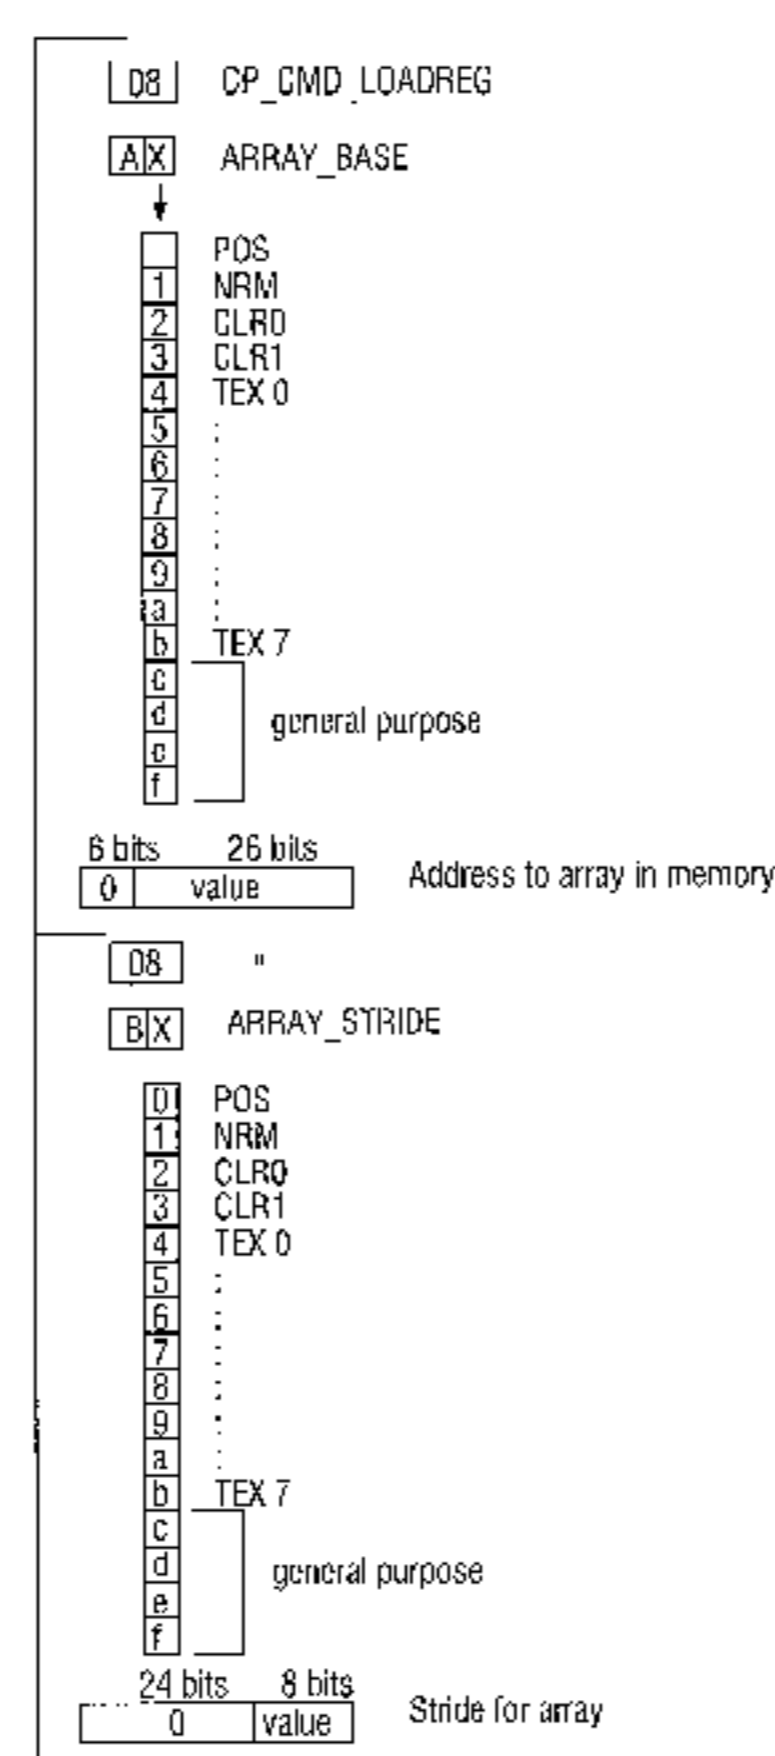 D8 CP_CMD_LOADREG
A X ARRAY_BASE
POS
1 NRM
2 CLR0
3 CLR1
4 TEX 0
5 :
6 :
7 :
8 :
9 :
a :
b TEX 7
c
d general purpose
e
f
6 bits 26 bits
0 value Address to array in memory
D8 "
B X ARRAY_STRIDE
0 POS
1 NRM
2 CLR0
3 CLR1
4 TEX 0
5 :
6 :
7 :
8 :
9 :
a :
b TEX 7
c
d general purpose
e
f
24 bits 8 bits
0 value Stride for array